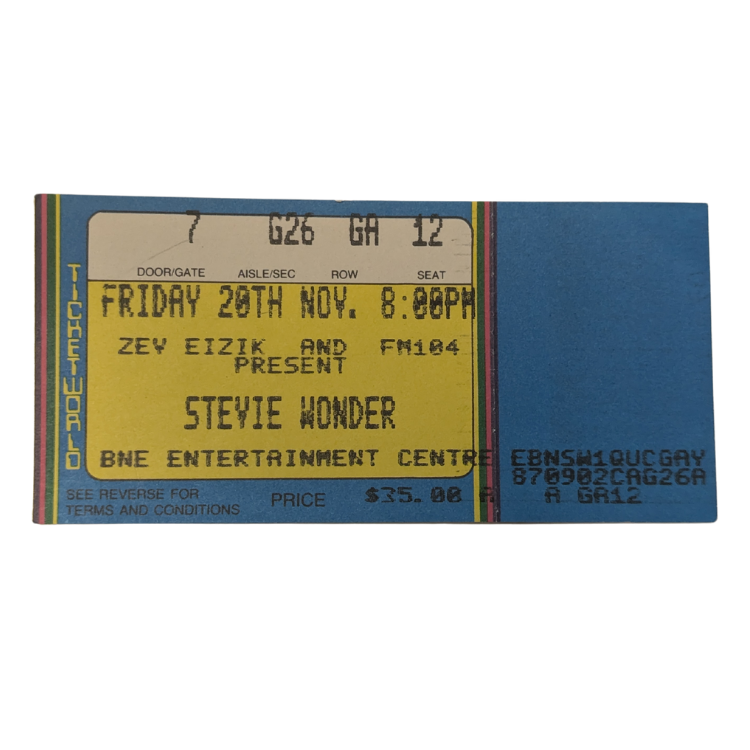 TICKETWORLD
7 G26 GA 12
DOOR/GATE AISLE/SEC ROW SEAT
FRIDAY 20TH NOV. 8:00PM
ZEV EIZIK AND FM104
PRESENT
STEVIE WONDER
BNE ENTERTAINMENT CENTRE
SEE REVERSE FOR
TERMS AND CONDITIONS
PRICE $35.00 A
EBNSW1QUCGAY
870902CAG26A
A GA12